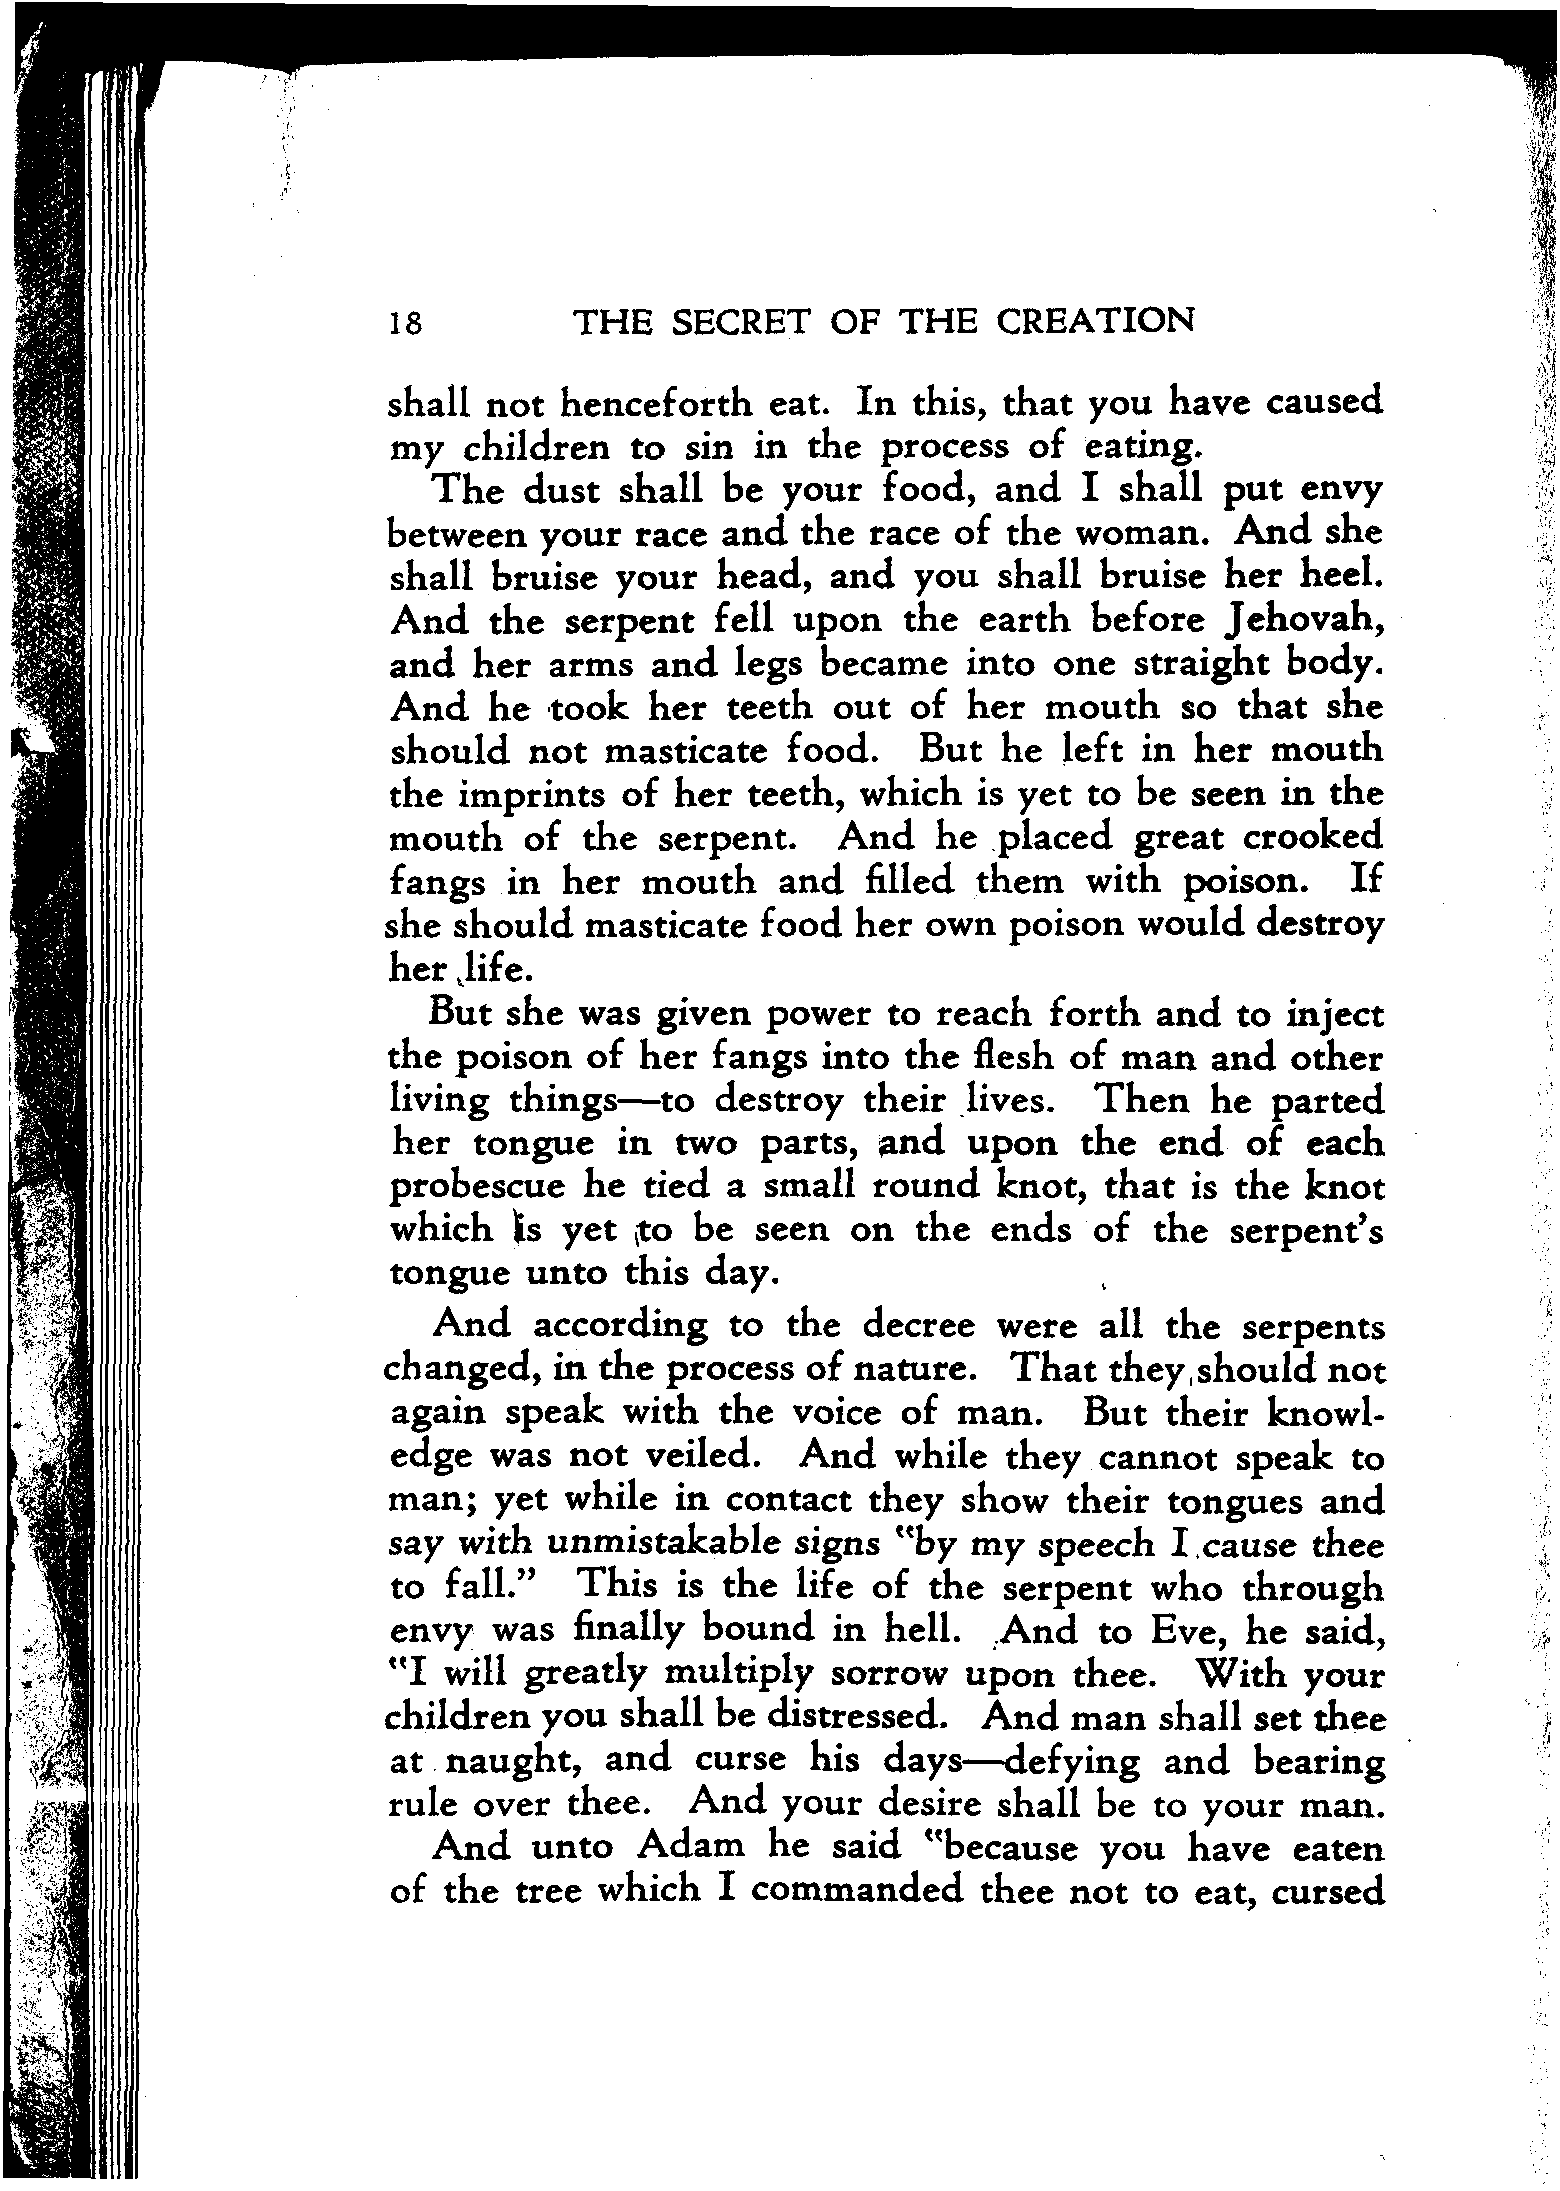 18 THE SECRET OF THE CREATION
shall not henceforth eat. In this, that you have caused
my children to sin in the process of eating.
The dust shall be your food, and I shall put envy
between your race and the race of the woman. And she
shall bruise your head, and you shall bruise her heel.
And the serpent fell upon the earth before Jehovah,
and her arms and legs became into one straight body.
And he took her teeth out of her mouth so that she
should not masticate food. But he left in her mouth
the imprints of her teeth, which is yet to be seen in the
mouth of the serpent. And he placed great crooked
fangs in her mouth and filled them with poison. If
she should masticate food her own poison would destroy
her life.
But she was given power to reach forth and to inject
the poison of her fangs into the flesh of man and other
living things—to destroy their lives. Then he parted
her tongue in two parts, and upon the end of each
probescue he tied a small round knot, that is the knot
which is yet to be seen on the ends of the serpent's
tongue unto this day.
And according to the decree were all the serpents
changed, in the process of nature. That they should not
again speak with the voice of man. But their knowl-
edge was not veiled. And while they cannot speak to
man; yet while in contact they show their tongues and
say with unmistakable signs "by my speech I cause thee
to fall." This is the life of the serpent who through
envy was finally bound in hell. And to Eve, he said,
"I will greatly multiply sorrow upon thee. With your
children you shall be distressed. And man shall set thee
at naught, and curse his days—defying and bearing
rule over thee. And your desire shall be to your man.
And unto Adam he said "because you have eaten
of the tree which I commanded thee not to eat, cursed